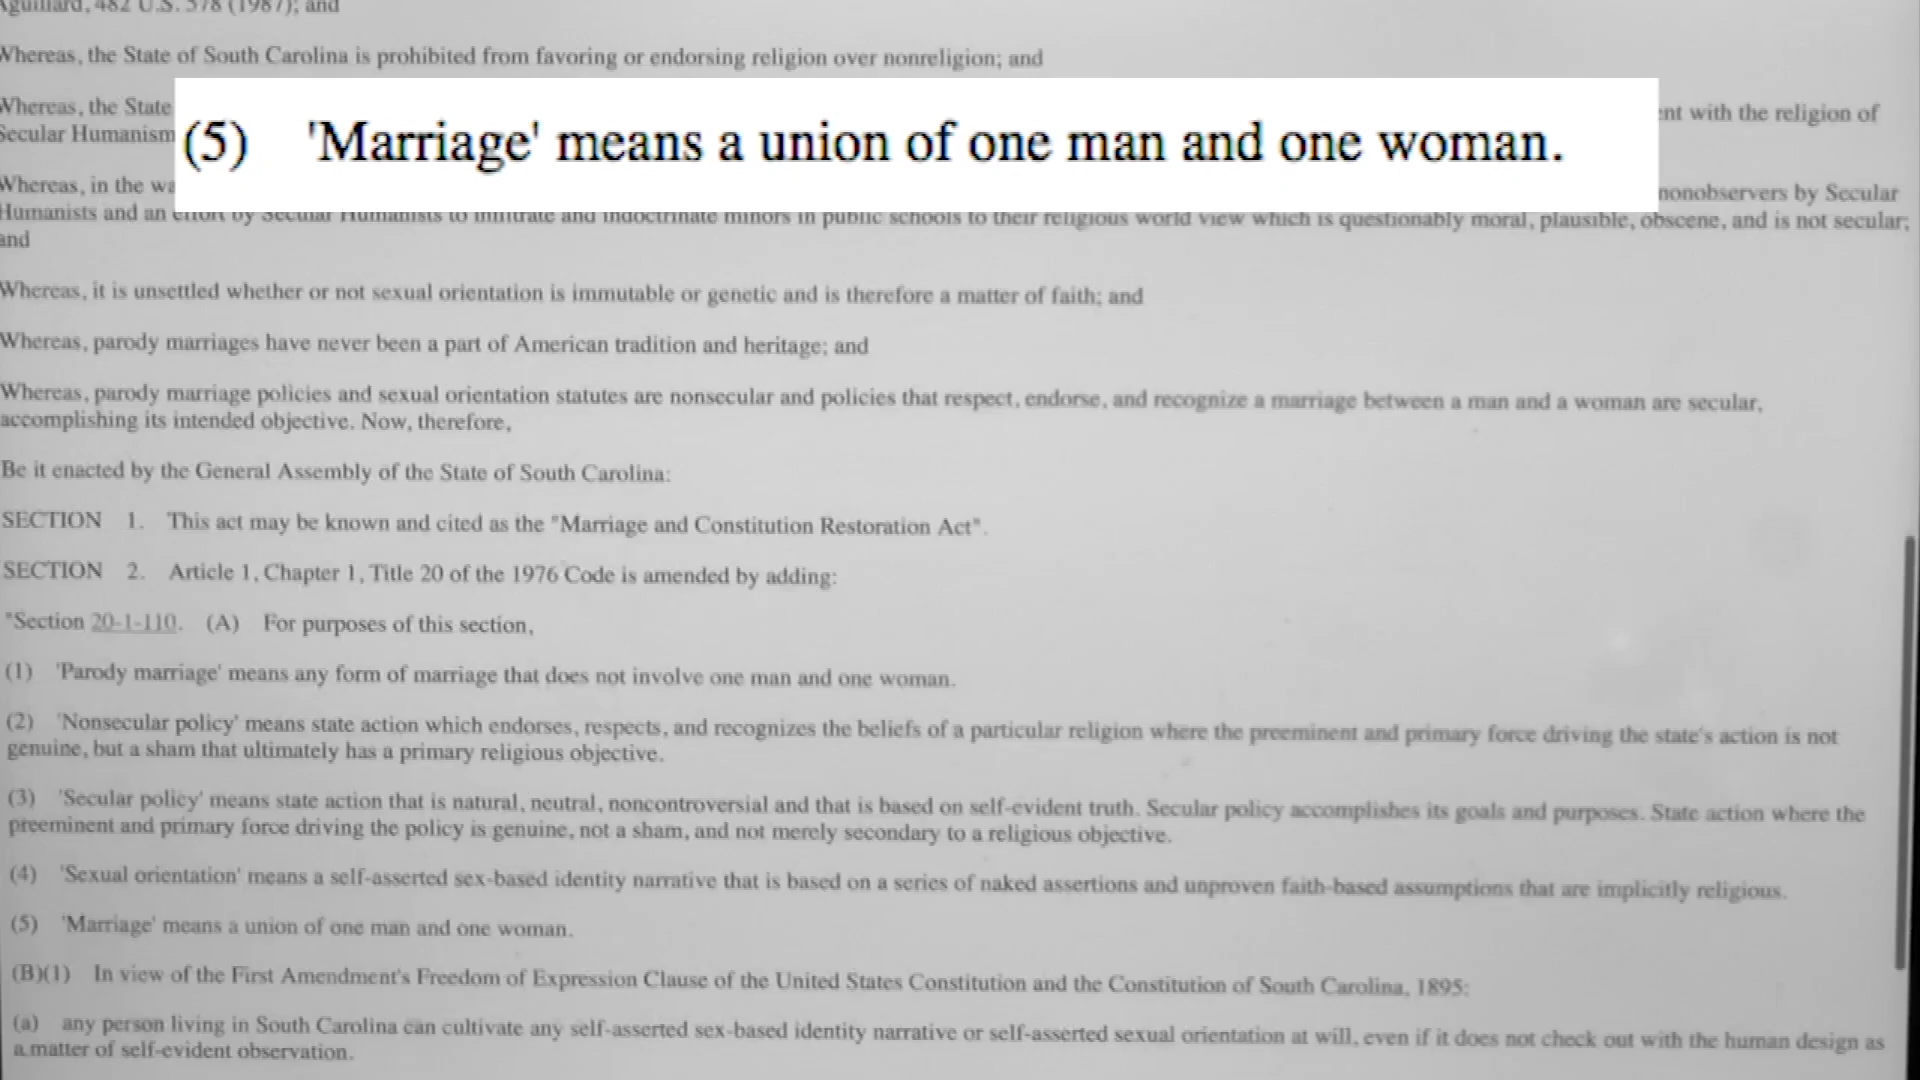 Aguillard, 482 U.S. 578 (1987); and
Whereas, the State of South Carolina is prohibited from favoring or endorsing religion over nonreligion; and
Whereas, the State
ent with the religion of
Secular Humanism
(5) 'Marriage' means a union of one man and one woman.
Whereas, in the wa
nonobservers by Secular
Humanists and an effort by Secular Humanists to infiltrate and indoctrinate minors in public schools to their religious world view which is questionably moral, plausible, obscene, and is not secular;
and
Whereas, it is unsettled whether or not sexual orientation is immutable or genetic and is therefore a matter of faith; and
Whereas, parody marriages have never been a part of American tradition and heritage; and
Whereas, parody marriage policies and sexual orientation statutes are nonsecular and policies that respect, endorse, and recognize a marriage between a man and a woman are secular,
accomplishing its intended objective. Now, therefore,
Be it enacted by the General Assembly of the State of South Carolina:
SECTION 1. This act may be known and cited as the "Marriage and Constitution Restoration Act".
SECTION 2. Article 1, Chapter 1, Title 20 of the 1976 Code is amended by adding:
"Section 20-1-110. (A) For purposes of this section,
(1) 'Parody marriage' means any form of marriage that does not involve one man and one woman.
(2) 'Nonsecular policy' means state action which endorses, respects, and recognizes the beliefs of a particular religion where the preeminent and primary force driving the state's action is not
genuine, but a sham that ultimately has a primary religious objective.
(3) 'Secular policy' means state action that is natural, neutral, noncontroversial and that is based on self-evident truth. Secular policy accomplishes its goals and purposes. State action where the
preeminent and primary force driving the policy is genuine, not a sham, and not merely secondary to a religious objective.
(4) 'Sexual orientation' means a self-asserted sex-based identity narrative that is based on a series of naked assertions and unproven faith-based assumptions that are implicitly religious.
(5) 'Marriage' means a union of one man and one woman.
(B)(1) In view of the First Amendment's Freedom of Expression Clause of the United States Constitution and the Constitution of South Carolina, 1895:
(a) any person living in South Carolina can cultivate any self-asserted sex-based identity narrative or self-asserted sexual orientation at will, even if it does not check out with the human design as
a matter of self-evident observation.